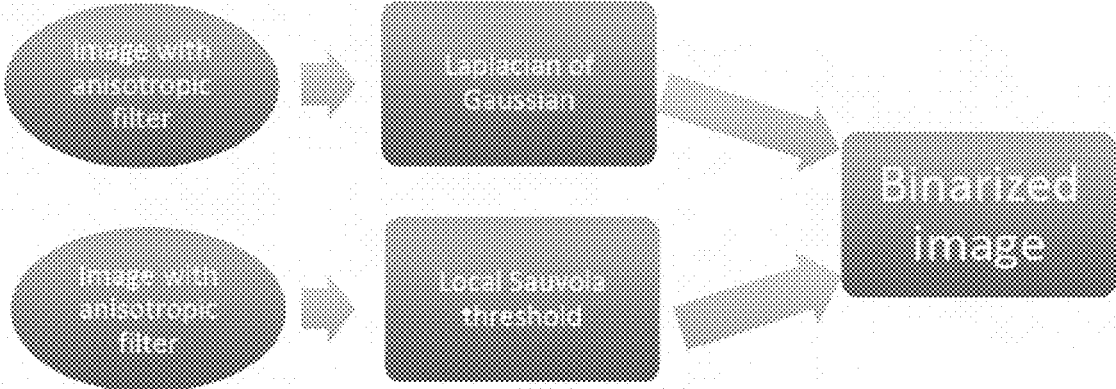 Image with
anisotropic
filter
Laplacian of
Gaussian
Image with
anisotropic
filter
Local Sauvola
threshold
Binarized
image